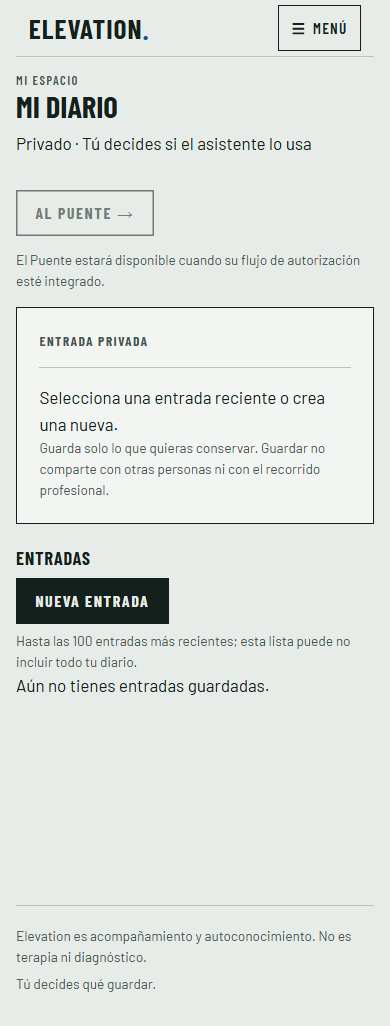 ELEVATION.
☰ MENÚ
MI ESPACIO
MI DIARIO
Privado · Tú decides si el asistente lo usa
AL PUENTE →
El Puente estará disponible cuando su flujo de autorización
esté integrado.
ENTRADA PRIVADA
Selecciona una entrada reciente o crea
una nueva.
Guarda solo lo que quieras conservar. Guardar no
comparte con otras personas ni con el recorrido
profesional.
ENTRADAS
NUEVA ENTRADA
Hasta las 100 entradas más recientes; esta lista puede no
incluir todo tu diario.
Aún no tienes entradas guardadas.
Elevation es acompañamiento y autoconocimiento. No es
terapia ni diagnóstico.
Tú decides qué guardar.